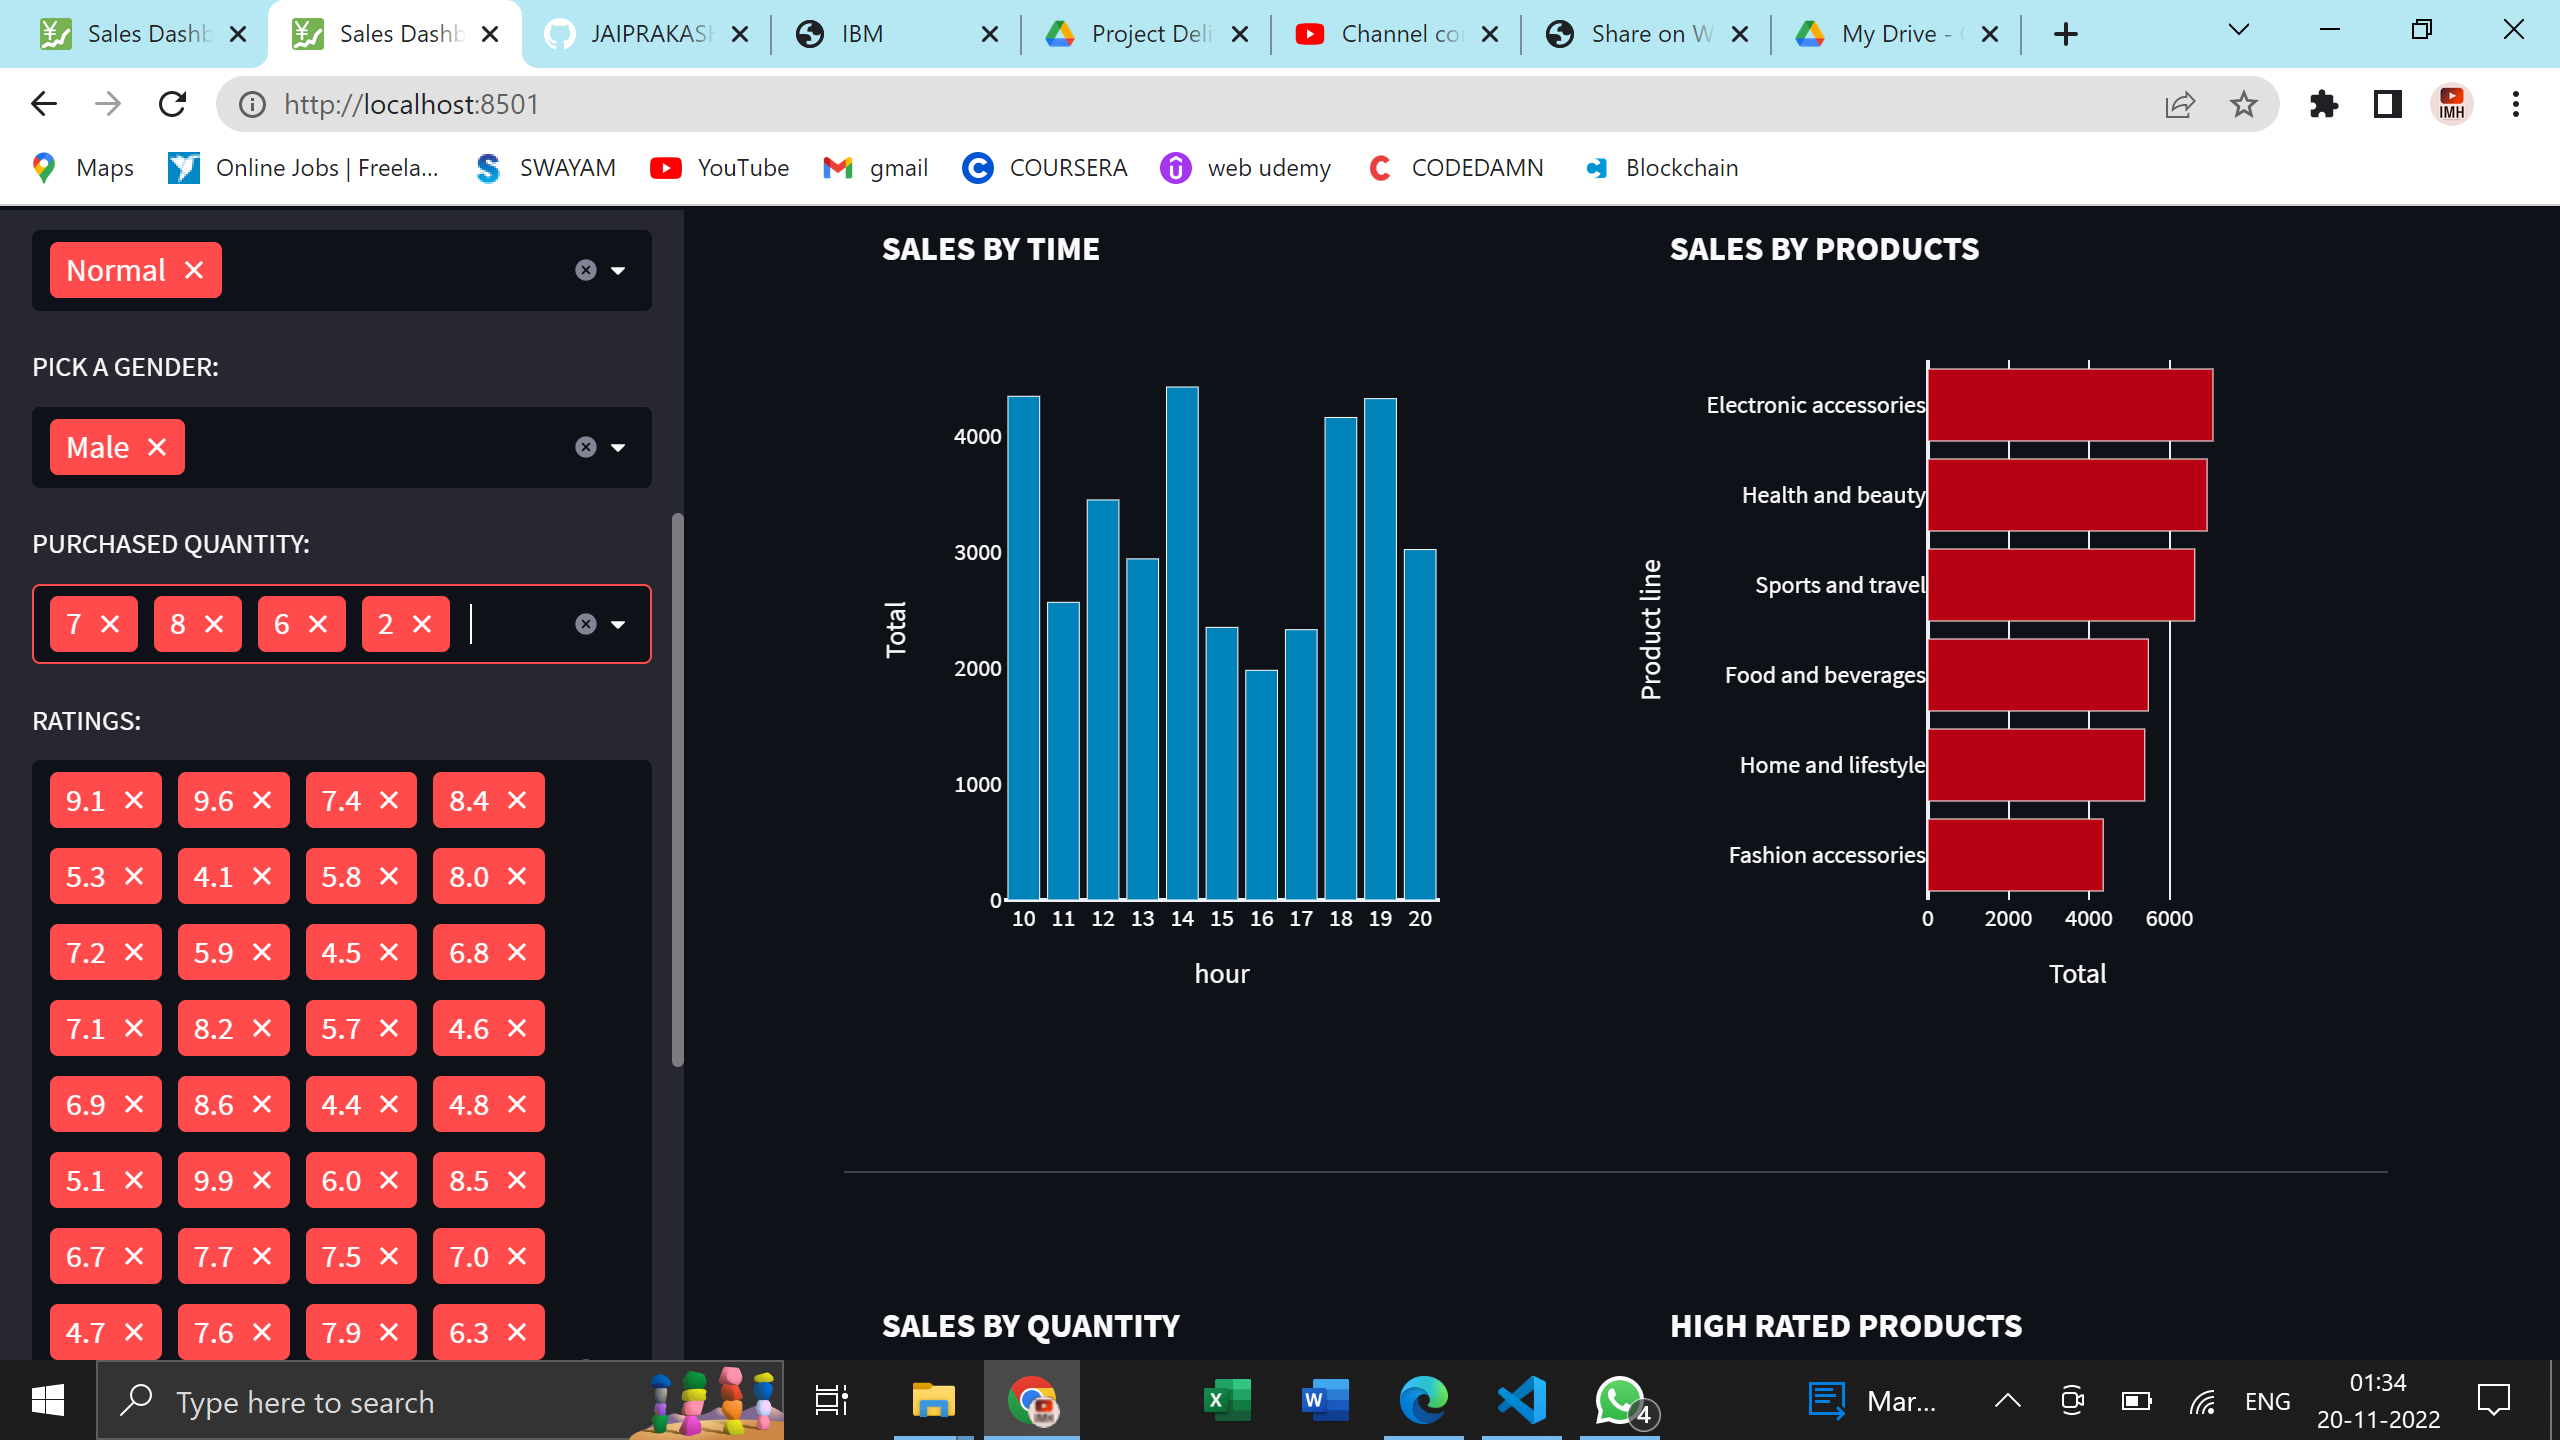 Sales Dashb
Sales Dashb
JAIPRAKASH
IBM
Project Deli
Channel co
Share on W
My Drive -
http://localhost:8501
IMH
Maps
Online Jobs | Freela...
SWAYAM
YouTube
gmail
COURSERA
web udemy
CODEDAMN
Blockchain
Normal
PICK A GENDER:
Male
PURCHASED QUANTITY:
7 8 6 2
RATINGS:
9.1 9.6 7.4 8.4
5.3 4.1 5.8 8.0
7.2 5.9 4.5 6.8
7.1 8.2 5.7 4.6
6.9 8.6 4.4 4.8
5.1 9.9 6.0 8.5
6.7 7.7 7.5 7.0
4.7 7.6 7.9 6.3
SALES BY TIME
Total
4000
3000
2000
1000
0
10 11 12 13 14 15 16 17 18 19 20
hour
SALES BY PRODUCTS
Product line
Electronic accessories
Health and beauty
Sports and travel
Food and beverages
Home and lifestyle
Fashion accessories
0 2000 4000 6000
Total
SALES BY QUANTITY
HIGH RATED PRODUCTS
Type here to search
4
Mar...
ENG
01:34
20-11-2022